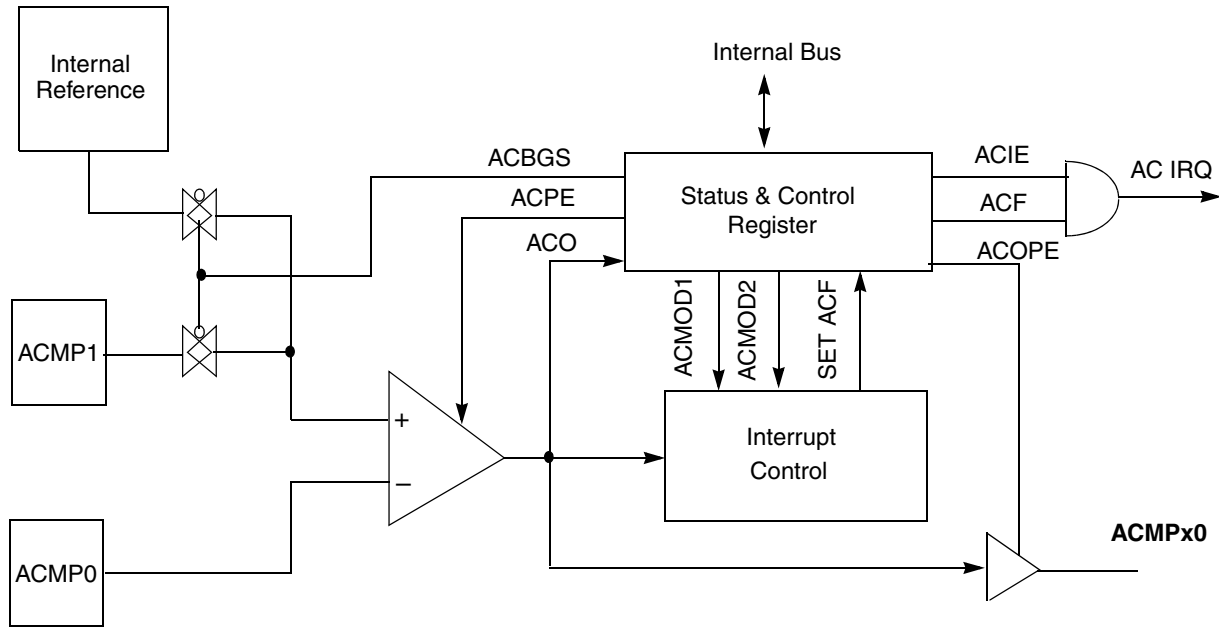 Internal
Reference
Internal Bus
ACBGS
ACPE
ACO
Status & Control
Register
ACIE
ACF
ACOPE
AC IRQ
ACMOD1
ACMOD2
SET ACF
ACMP1
+
−
Interrupt
Control
ACMP0
ACMPx0